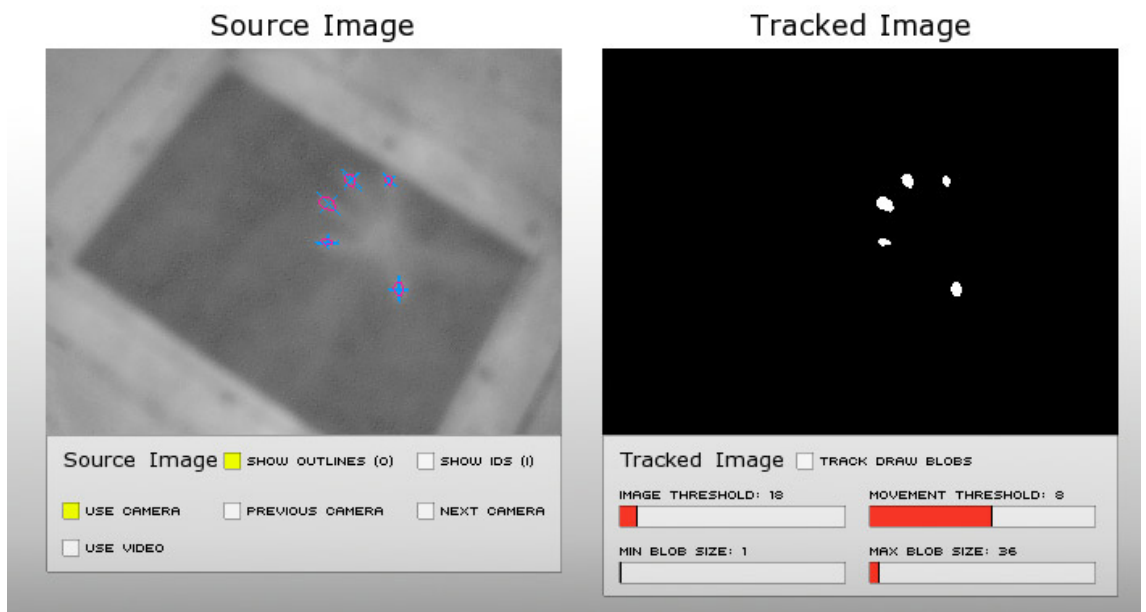 Source Image
Tracked Image
Source Image
SHOW OUTLINES (O)
SHOW IDS (I)
USE CAMERA
PREVIOUS CAMERA
NEXT CAMERA
USE VIDEO
Tracked Image
TRACK DRAW BLOBS
IMAGE THRESHOLD: 18
MOVEMENT THRESHOLD: 8
MIN BLOB SIZE: 1
MAX BLOB SIZE: 36